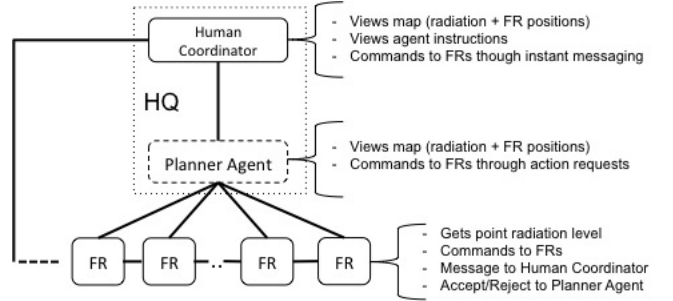 Human
Coordinator
- Views map (radiation + FR positions)
- Views agent instructions
- Commands to FRs though instant messaging
HQ
Planner Agent
- Views map (radiation + FR positions)
- Commands to FRs through action requests
FR
FR
..
FR
FR
- Gets point radiation level
- Commands to FRs
- Message to Human Coordinator
- Accept/Reject to Planner Agent